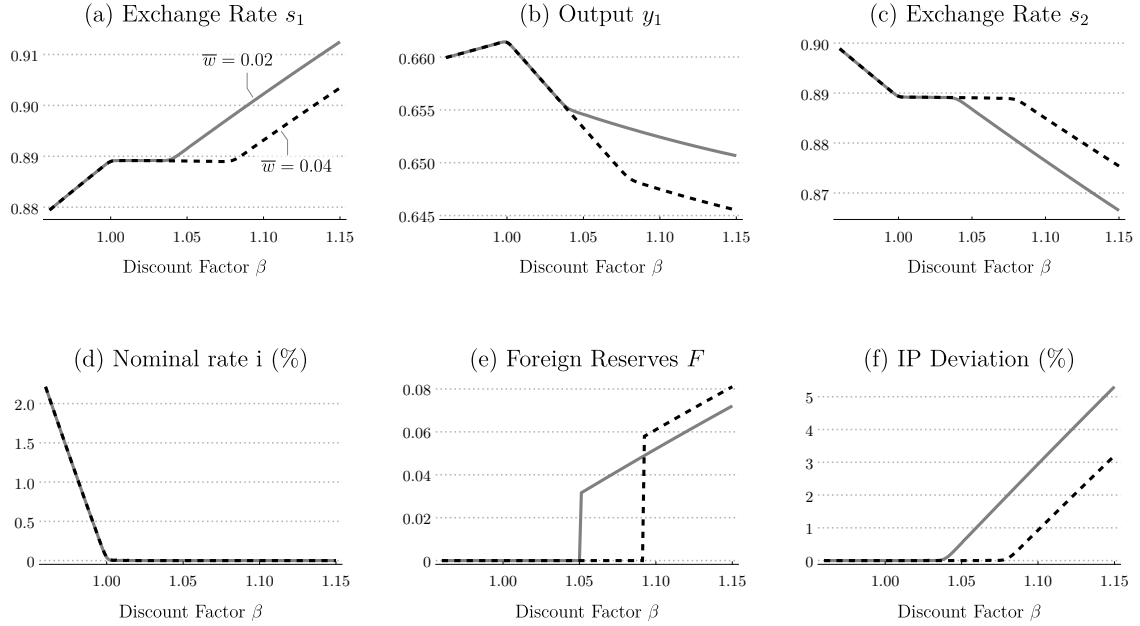 (a) Exchange Rate s₁
(b) Output y₁
(c) Exchange Rate s₂
0.91
0.90
0.89
0.88
w̅ = 0.02
w̅ = 0.04
1.00 1.05 1.10 1.15
Discount Factor β
0.660
0.655
0.650
0.645
1.00 1.05 1.10 1.15
Discount Factor β
0.90
0.89
0.88
0.87
1.00 1.05 1.10 1.15
Discount Factor β
(d) Nominal rate i (%)
(e) Foreign Reserves F
(f) IP Deviation (%)
2.0
1.5
1.0
0.5
0
1.00 1.05 1.10 1.15
Discount Factor β
0.08
0.06
0.04
0.02
0
1.00 1.05 1.10 1.15
Discount Factor β
5
4
3
2
1
0
1.00 1.05 1.10 1.15
Discount Factor β